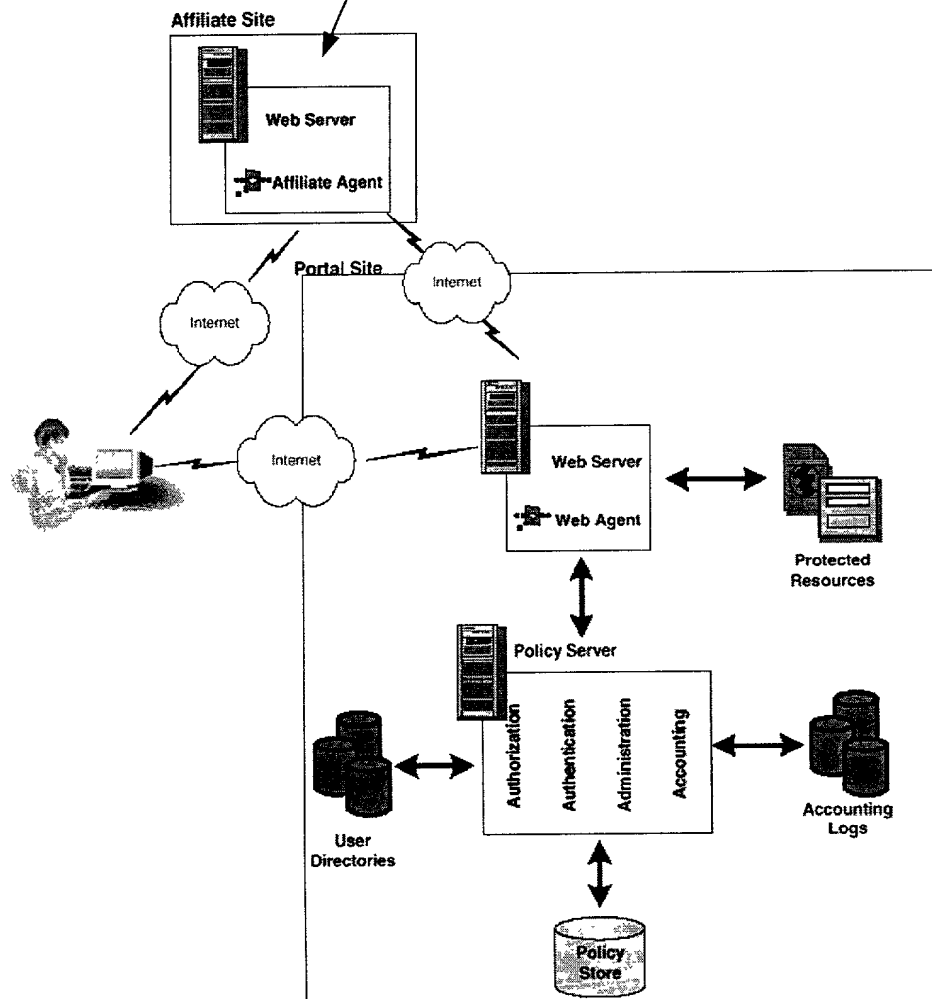 Affiliate Site
Web Server
Affiliate Agent
Portal Site
Internet
Internet
Internet
Web Server
Web Agent
Protected
Resources
Policy Server
Authorization
Authentication
Administration
Accounting
User
Directories
Accounting
Logs
Policy
Store